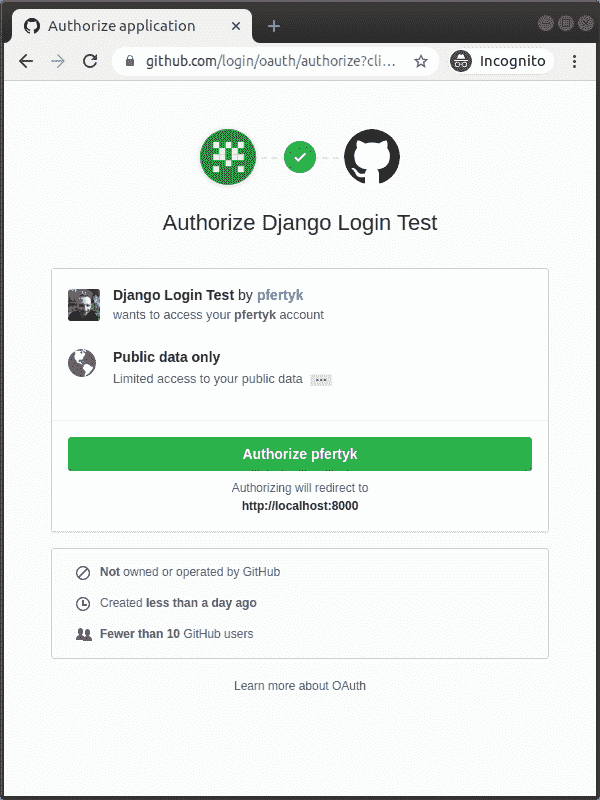 Authorize application
github.com/login/oauth/authorize?cli...
Incognito
Authorize Django Login Test
Django Login Test by pfertyk
wants to access your pfertyk account
Public data only
Limited access to your public data
Authorize pfertyk
Authorizing will redirect to
http://localhost:8000
Not owned or operated by GitHub
Created less than a day ago
Fewer than 10 GitHub users
Learn more about OAuth